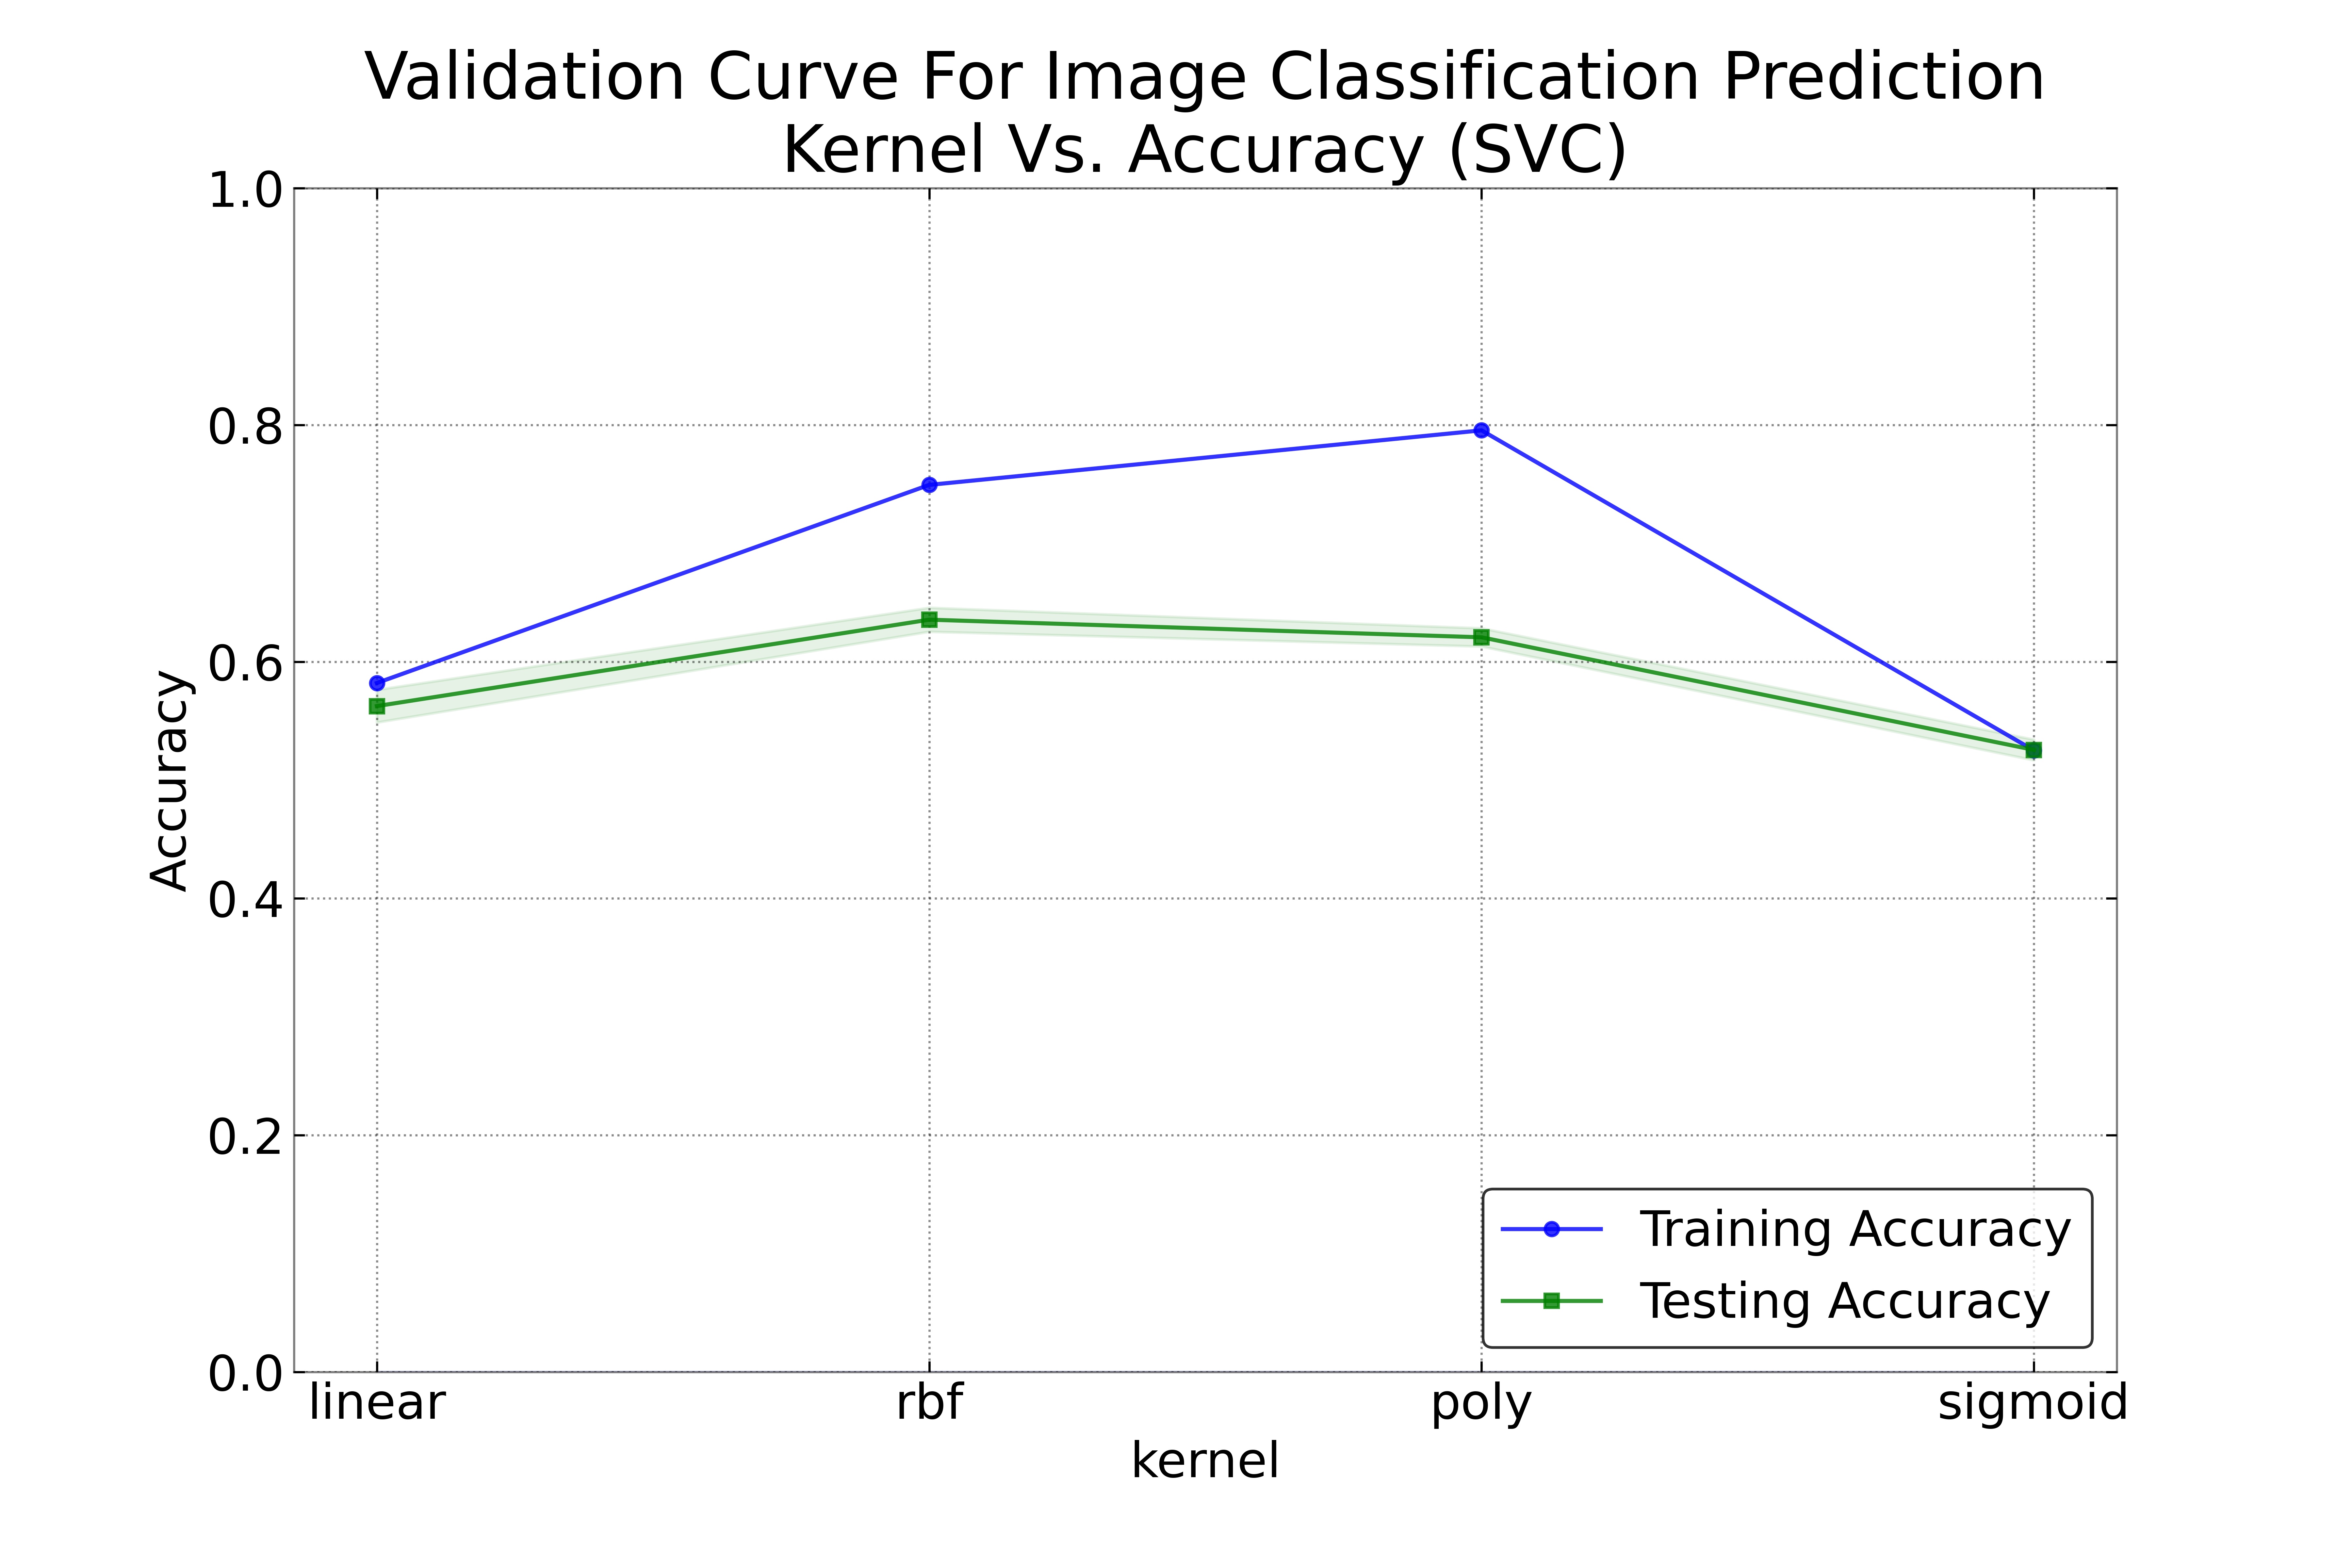 Validation Curve For Image Classification Prediction
Kernel Vs. Accuracy (SVC)
1.0
0.8
0.6
0.4
0.2
0.0
Accuracy
Training Accuracy
Testing Accuracy
linear rbf poly sigmoid
kernel